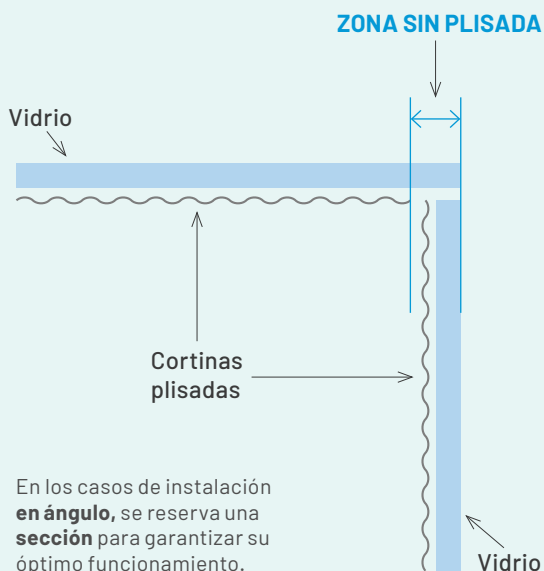 ZONA SIN PLISADA
Vidrio
Cortinas
plisadas
En los casos de instalación
en ángulo, se reserva una
sección para garantizar su
óptimo funcionamiento.
Vidrio